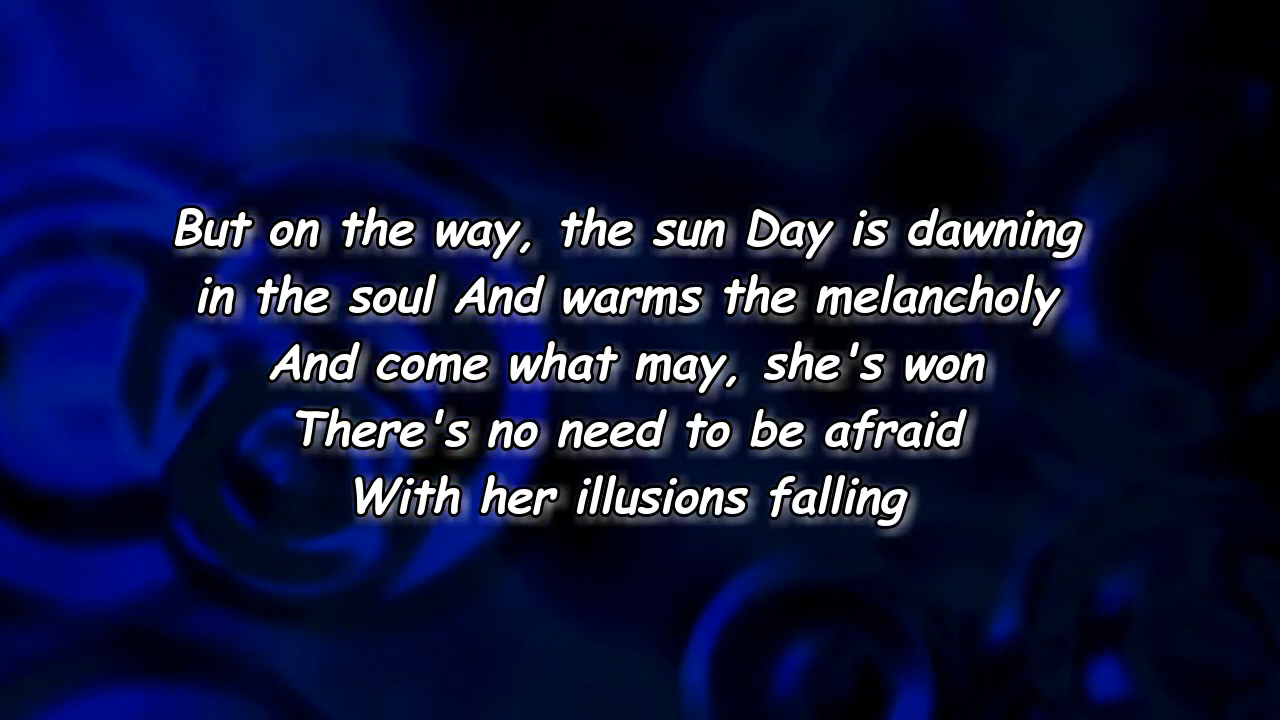 But on the way, the sun Day is dawning
in the soul And warms the melancholy
And come what may, she's won
There's no need to be afraid
With her illusions falling